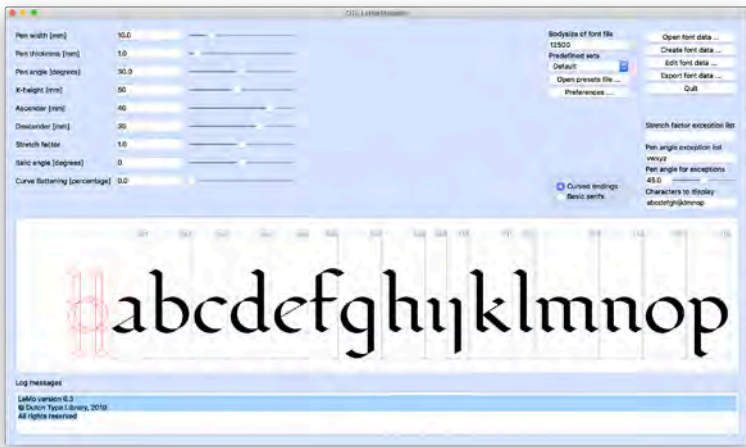 DTL LetterModeller
Pen width [mm] 10.0
Pen thickness [mm] 1.0
Pen angle [degrees] 30.0
X-height [mm] 50
Ascender [mm] 40
Descender [mm] 35
Stretch factor 1.0
Italic angle [degrees] 0
Curve flattening [percentage] 0.0
Bodysize of font file
12500
Predefined sets
Default
Open presets file ...
Preferences ...
Curved endings
Basic serifs
Open font data ...
Create font data ...
Edit font data ...
Export font data ...
Quit
Stretch factor exception list
Pen angle exception list
vwxyz
Pen angle for exceptions
45.0
Characters to display
abcdefghijklmnop
abcdefghijklmnop
Log messages
LeMo version 6.3
© Dutch Type Library, 2019
All rights reserved